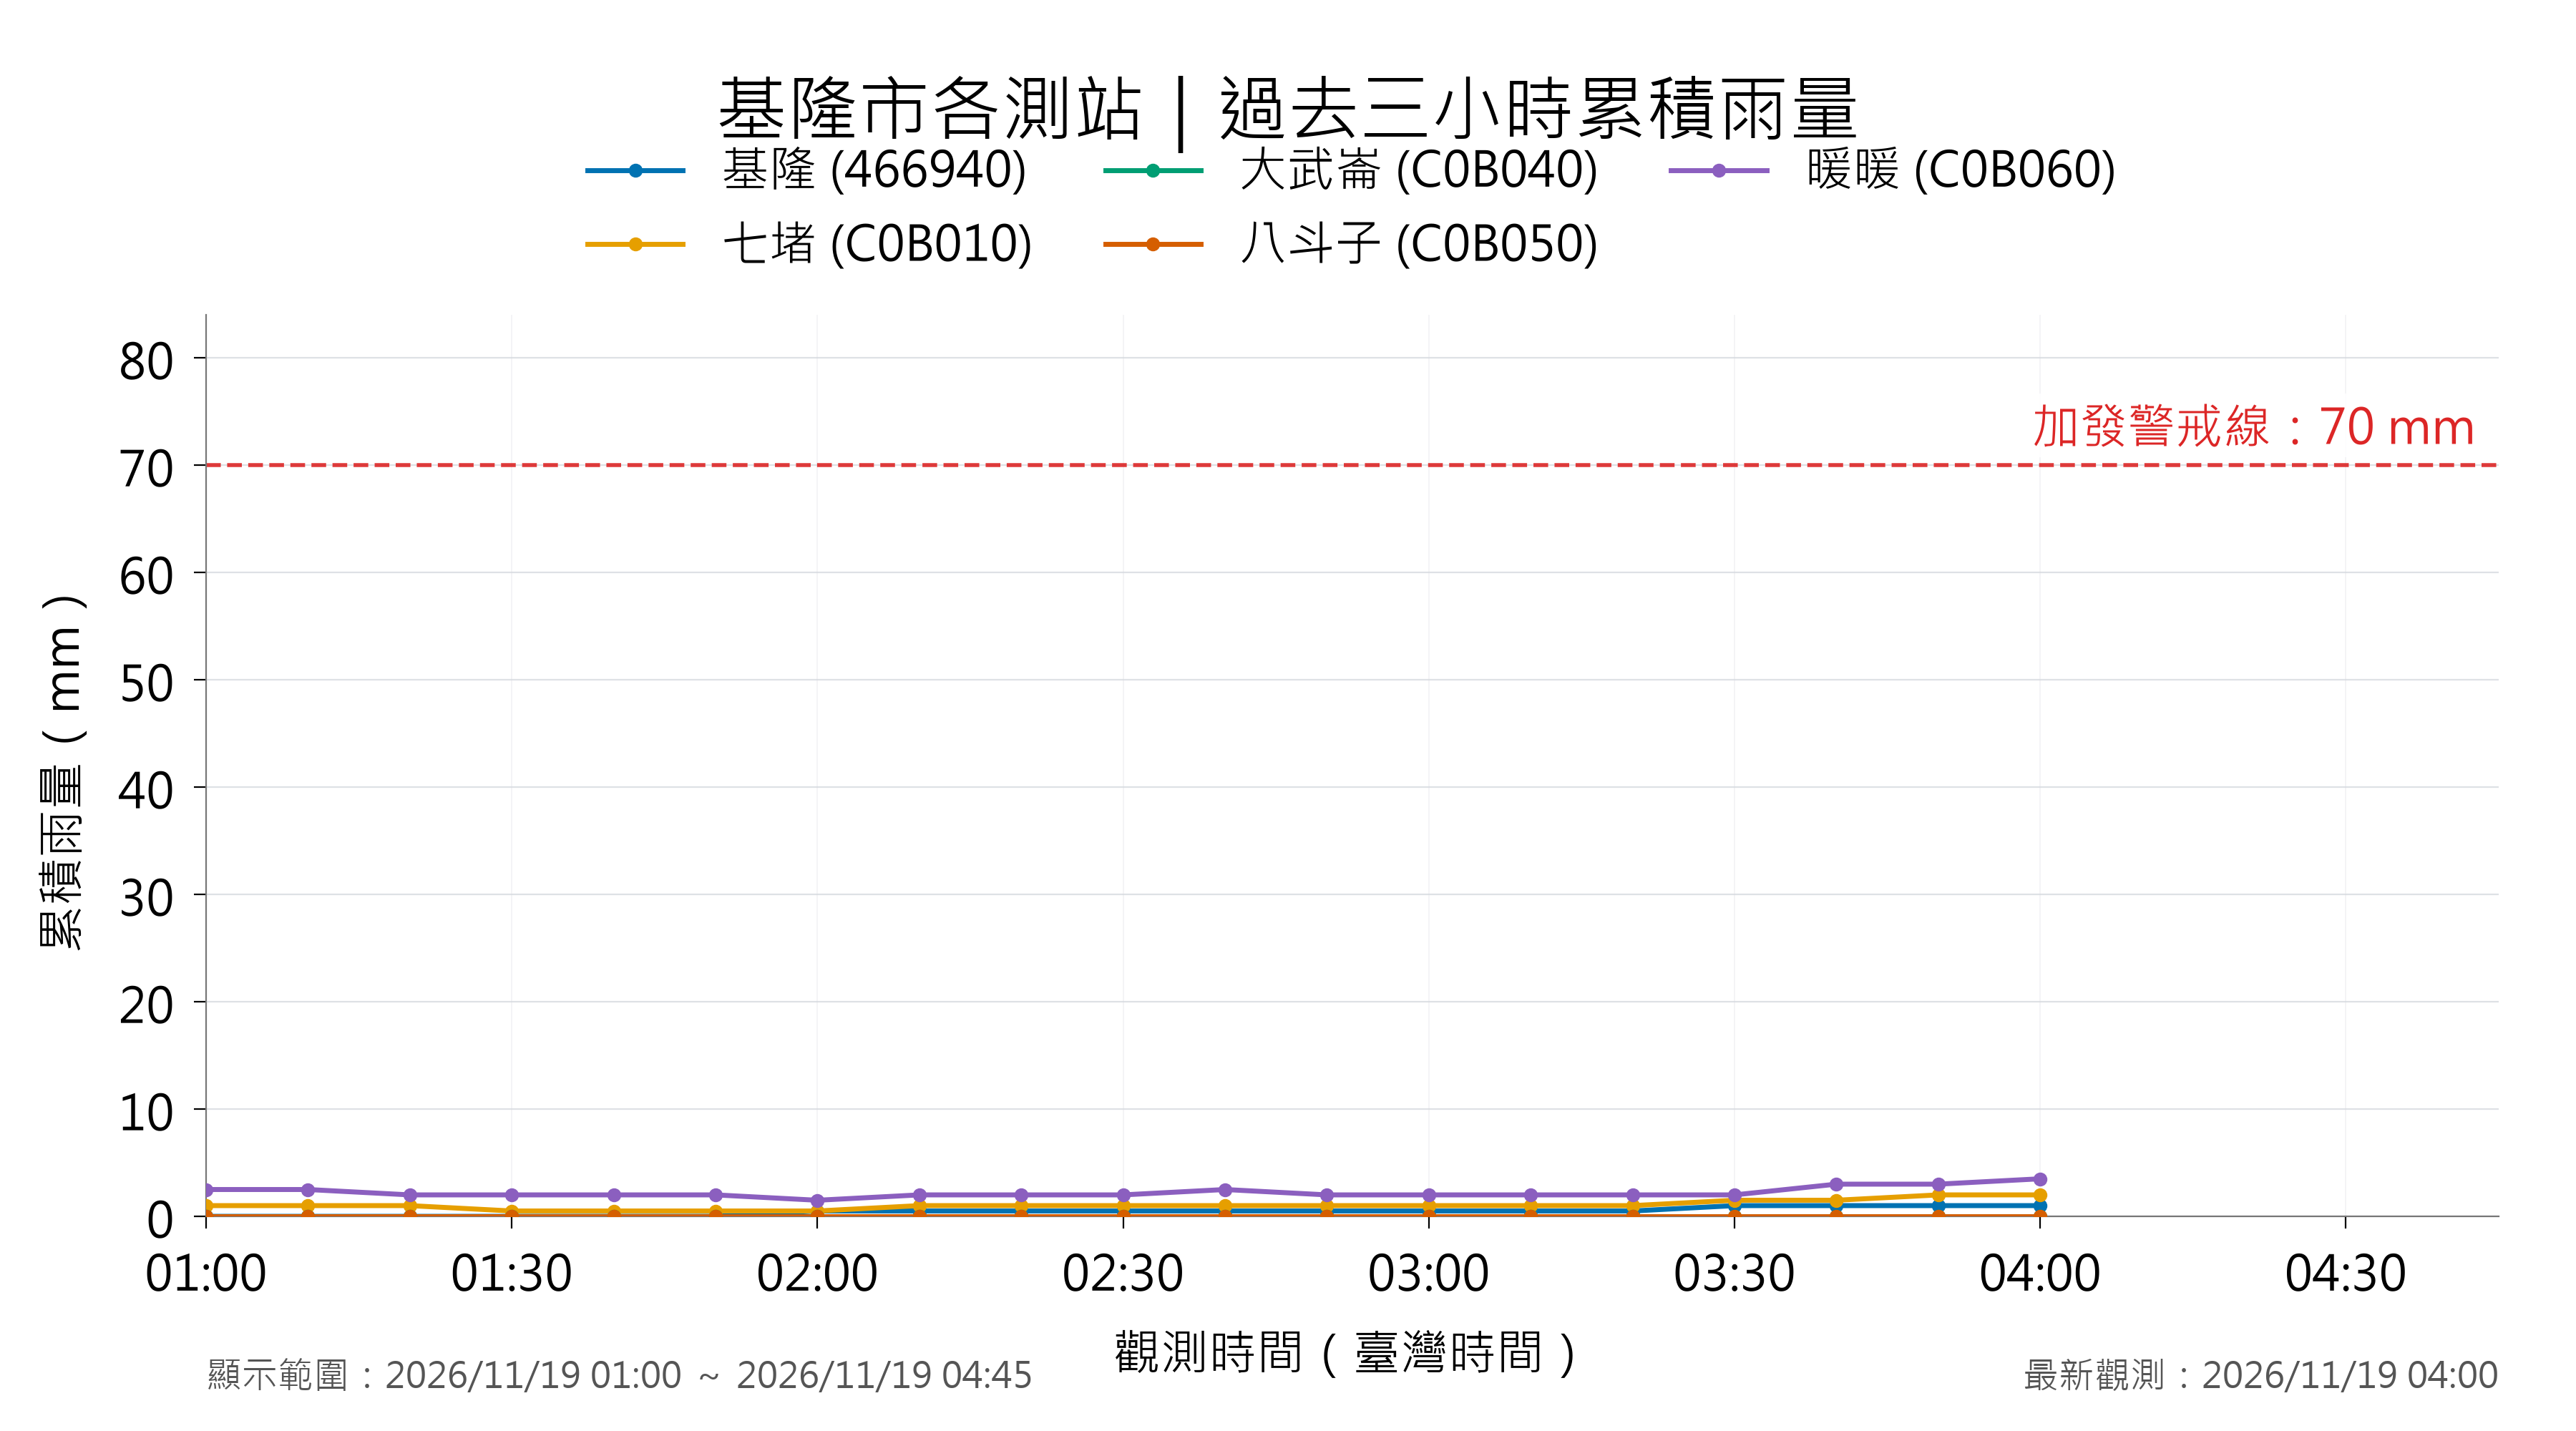 基隆市各測站｜過去三小時累積雨量
基隆 (466940)
七堵 (C0B010)
大武崙 (C0B040)
八斗子 (C0B050)
暖暖 (C0B060)
累積雨量（mm）
80
70
60
50
40
30
20
10
0
加發警戒線：70 mm
01:00 01:30 02:00 02:30 03:00 03:30 04:00 04:30
觀測時間（臺灣時間）
顯示範圍：2026/11/19 01:00 ~ 2026/11/19 04:45
最新觀測：2026/11/19 04:00